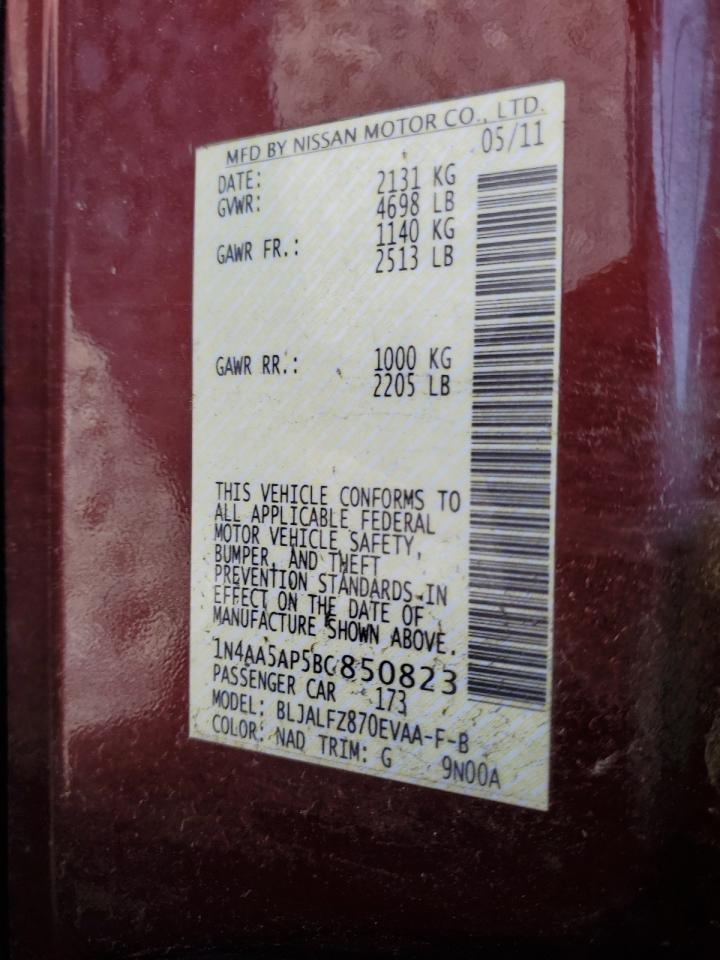 MFD BY NISSAN MOTOR CO., LTD.
DATE: 05/11
GVWR: 2131 KG
4698 LB
GAWR FR.: 1140 KG
2513 LB
GAWR RR.: 1000 KG
2205 LB
THIS VEHICLE CONFORMS TO
ALL APPLICABLE FEDERAL
MOTOR VEHICLE SAFETY,
BUMPER, AND THEFT
PREVENTION STANDARDS IN
EFFECT ON THE DATE OF
MANUFACTURE SHOWN ABOVE.
1N4AA5AP5BC850823
PASSENGER CAR 173
MODEL: BLJALFZ870EVAA-F-B
COLOR: NAD TRIM: G 9N00A